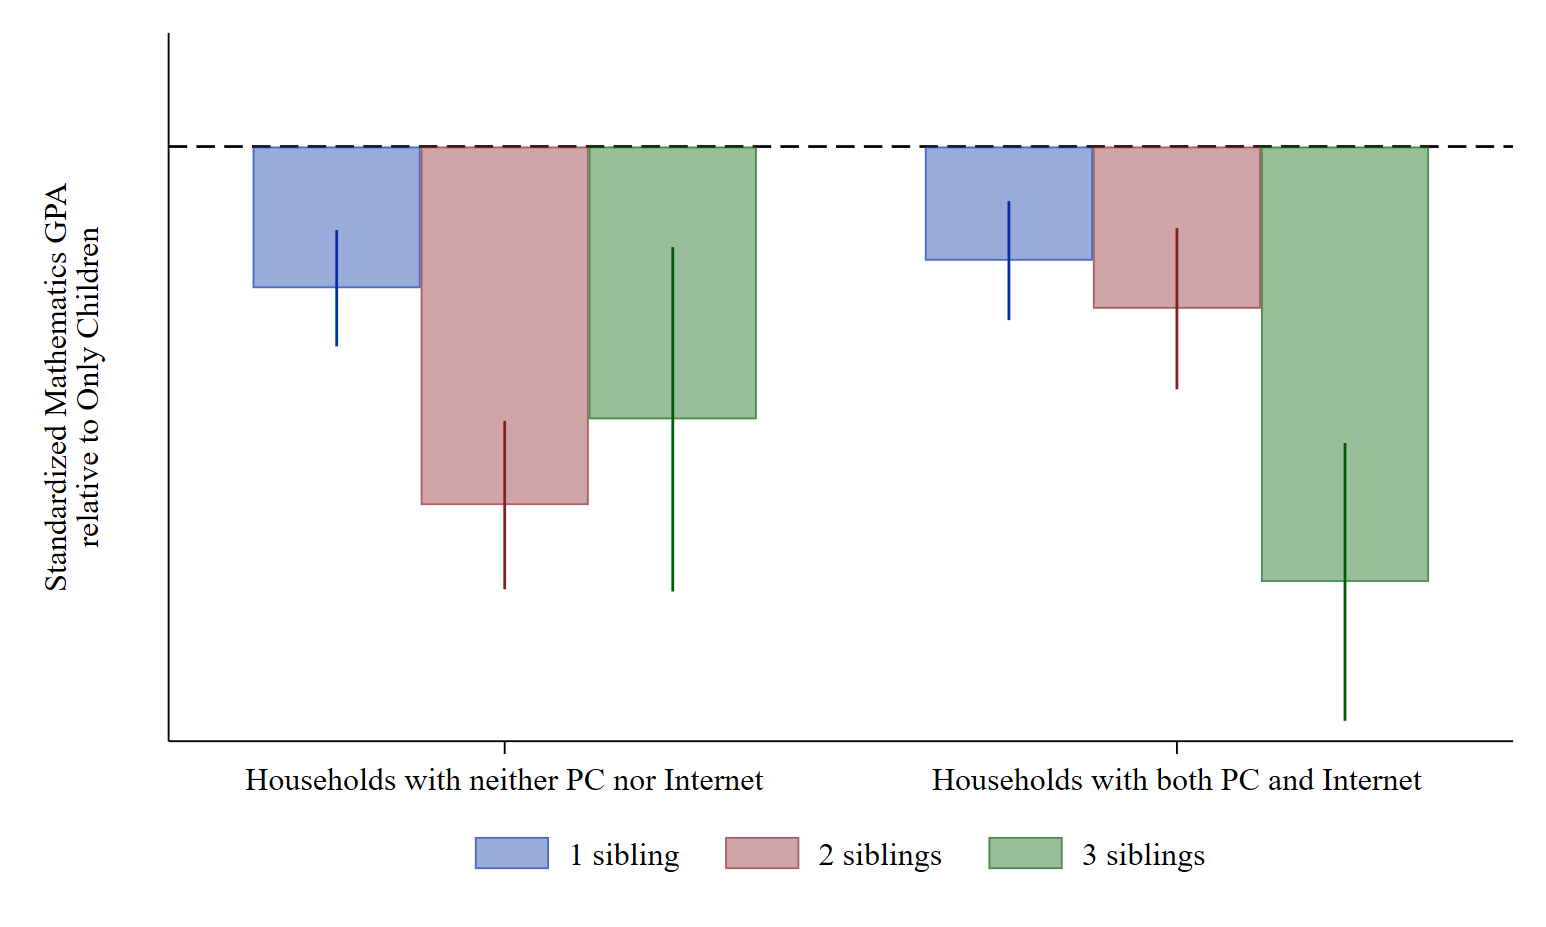 Standardized Mathematics GPA
relative to Only Children
Households with neither PC nor Internet
Households with both PC and Internet
1 sibling
2 siblings
3 siblings